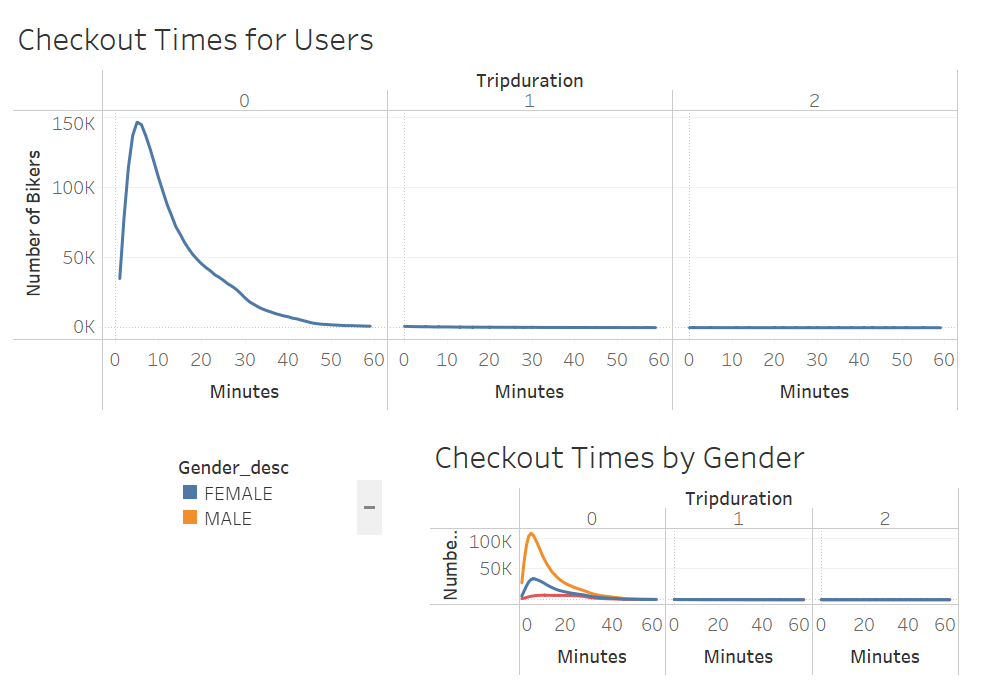 Checkout Times for Users
Tripduration
0 1 2
150K
100K
50K
0K
Number of Bikers
0 10 20 30 40 50 60 0 10 20 30 40 50 60 0 10 20 30 40 50 60
Minutes Minutes Minutes
Gender_desc
FEMALE
MALE
Checkout Times by Gender
Tripduration
0 1 2
100K
50K
Numbe..
0 20 40 60 0 20 40 60 0 20 40 60
Minutes Minutes Minutes